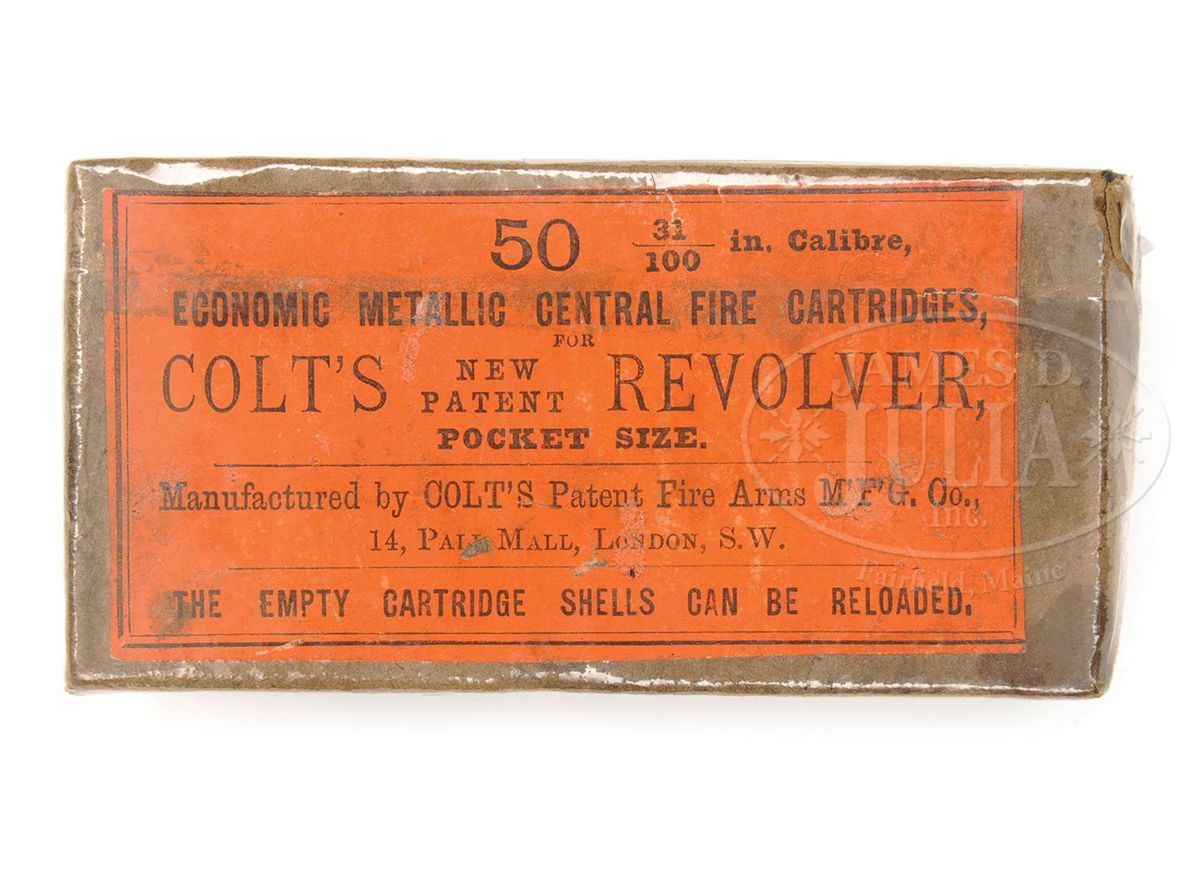 50 31/100 in. Calibre,
ECONOMIC METALLIC CENTRAL FIRE CARTRIDGES,
FOR
COLT'S NEW PATENT REVOLVER,
POCKET SIZE.
Manufactured by COLT'S Patent Fire Arms M'F'G. Co.,
14, PALL MALL, LONDON, S.W.
THE EMPTY CARTRIDGE SHELLS CAN BE RELOADED.
JAMES D.
JULIA
Inc.
Fairfield, Maine